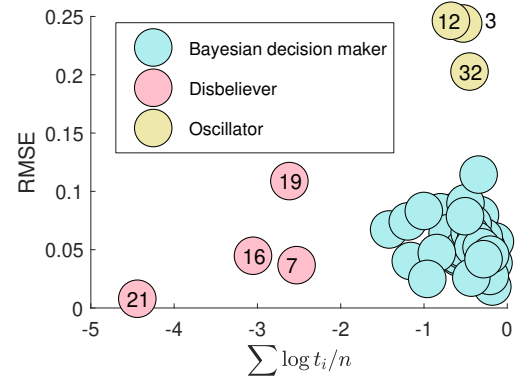 0.25
0.2
0.15
0.1
0.05
0
RMSE
Bayesian decision maker
Disbeliever
Oscillator
12
3
32
19
16
7
21
-5 -4 -3 -2 -1 0
∑ log tᵢ/n